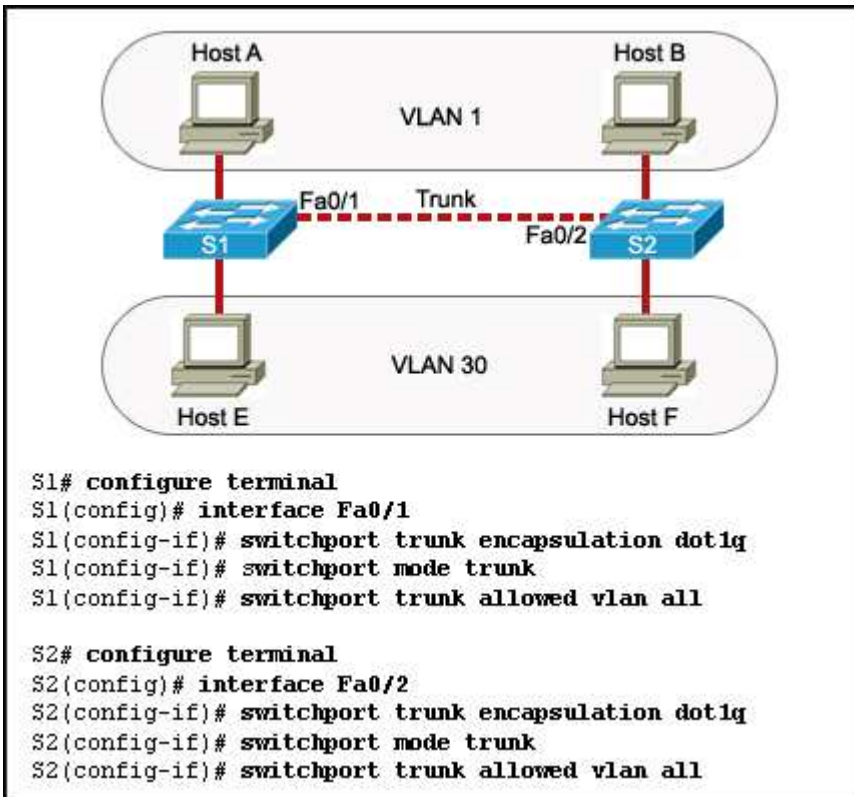 Host A
Host B
VLAN 1
Fa0/1
Trunk
Fa0/2
S1
S2
VLAN 30
Host E
Host F
S1# configure terminal
S1(config)# interface Fa0/1
S1(config-if)# switchport trunk encapsulation dot1q
S1(config-if)# switchport mode trunk
S1(config-if)# switchport trunk allowed vlan all
S2# configure terminal
S2(config)# interface Fa0/2
S2(config-if)# switchport trunk encapsulation dot1q
S2(config-if)# switchport mode trunk
S2(config-if)# switchport trunk allowed vlan all